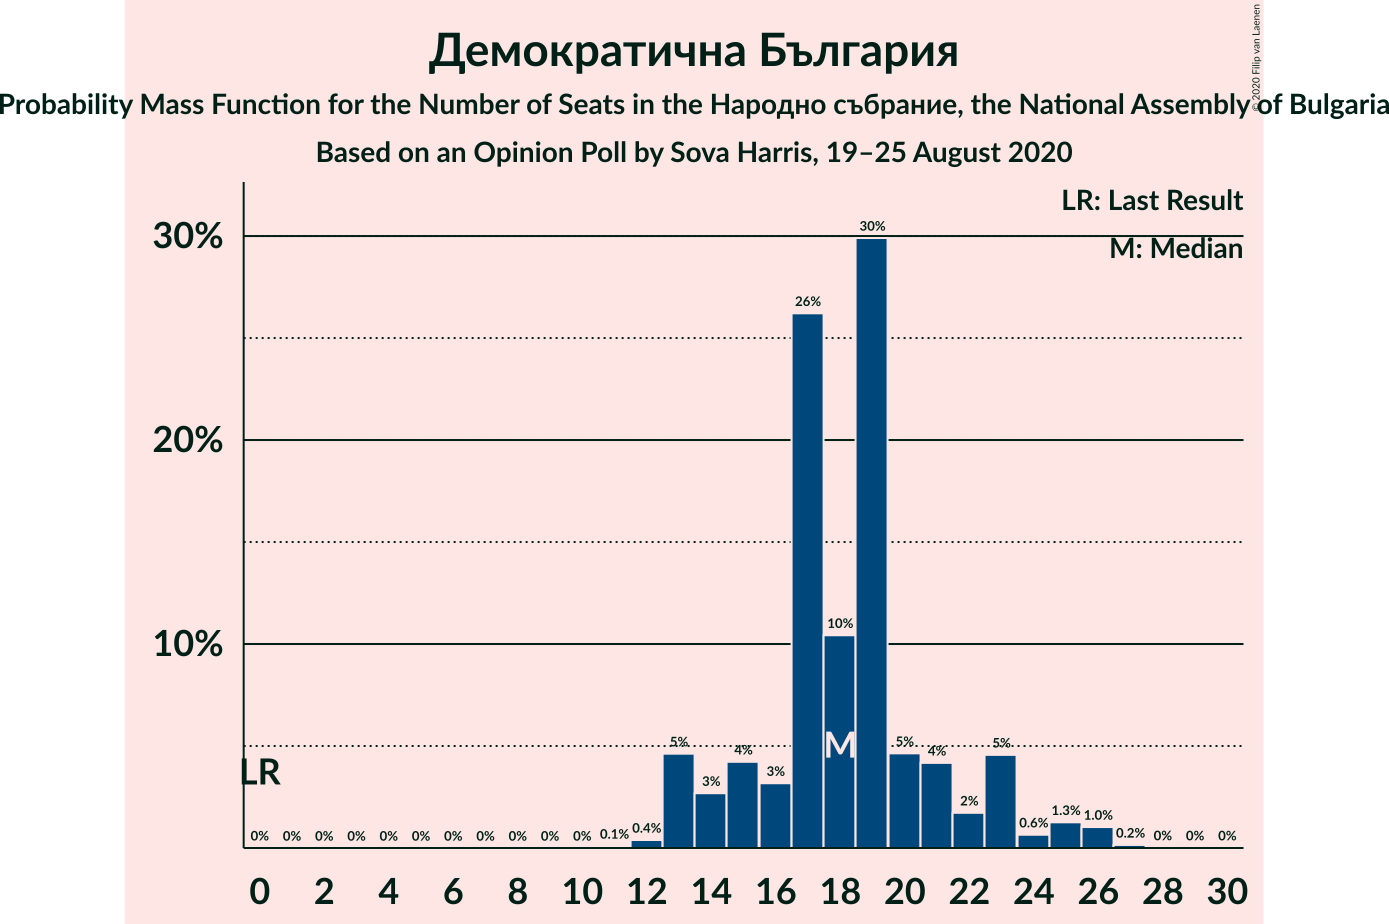 Демократична България
Probability Mass Function for the Number of Seats in the Народно събрание, the National Assembly of Bulgaria
Based on an Opinion Poll by Sova Harris, 19–25 August 2020
© 2020 Filip van Laenen
LR: Last Result
M: Median
30%
20%
10%
30%
26%
10%
5% 3% 4% 3% 5% 4% 2% 5%
0% 0% 0% 0% 0% 0% 0% 0% 0% 0% 0% 0.1% 0.4% 0.6% 1.3% 1.0% 0.2% 0% 0% 0%
M
LR
0 2 4 6 8 10 12 14 16 18 20 22 24 26 28 30